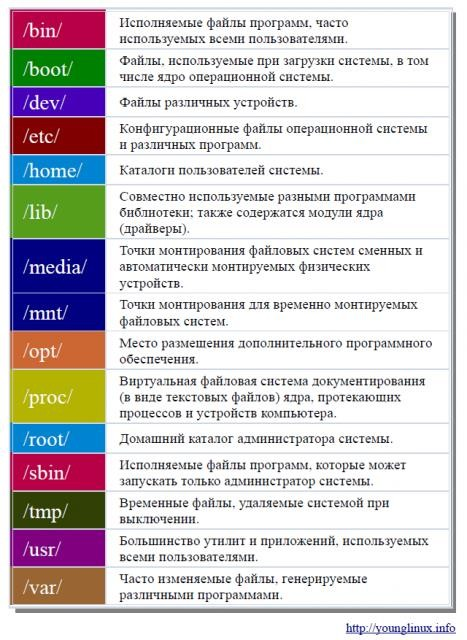 /bin/
Исполняемые файлы программ, часто
используемых всеми пользователями.
/boot/
Файлы, используемые при загрузки системы, в том
числе ядро операционной системы.
/dev/
Файлы различных устройств.
/etc/
Конфигурационные файлы операционной системы
и различных программ.
/home/
Каталоги пользователей системы.
/lib/
Совместно используемые разными программами
библиотеки; также содержатся модули ядра
(драйверы).
/media/
Точки монтирования файловых систем сменных и
автоматически монтируемых физических
устройств.
/mnt/
Точки монтирования для временно монтируемых
файловых систем.
/opt/
Место размешения дополнительного программного
обеспечения.
/proc/
Виртуальная файловая система документирования
(в виде текстовых файлов) ядра, протекающих
процессов и устройств компьютера.
/root/
Домашний каталог администратора системы.
/sbin/
Исполняемые файлы программ, которые может
запускать только администратор системы.
/tmp/
Временные файлы, удаляемые системой при
выключении.
/usr/
Большинство утилит и приложений, используемых
всеми пользователями.
/var/
Часто изменяемые файлы, генерируемые
различными программами.
http://younglinux.info